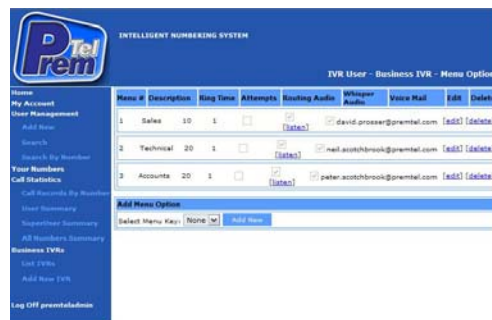 Tel
Prem
INTELLIGENT NUMBERING SYSTEM
IVR User - Business IVR - Menu Option
Home
My Account
User Management
Add New
Search
Search By Number
Your Numbers
Call Statistics
Call Records By Number
User Summary
SuperUser Summary
All Numbers Summary
Business IVRs
List IVRs
Add New IVR
Log Off premteladmin
Menu # Description Ring Time Attempts Routing Audio Whisper Audio Voice Mail Edit Delete
1 Sales 10 1 [listen] david.prosser@premtel.com [edit] [delete
2 Technical 20 1 [listen] neil.scotchbrook@premtel.com [edit] [delete
3 Accounts 20 1 [listen] peter.scotchbrook@premtel.com [edit] [delete
Add Menu Option
Select Menu Key: None Add New